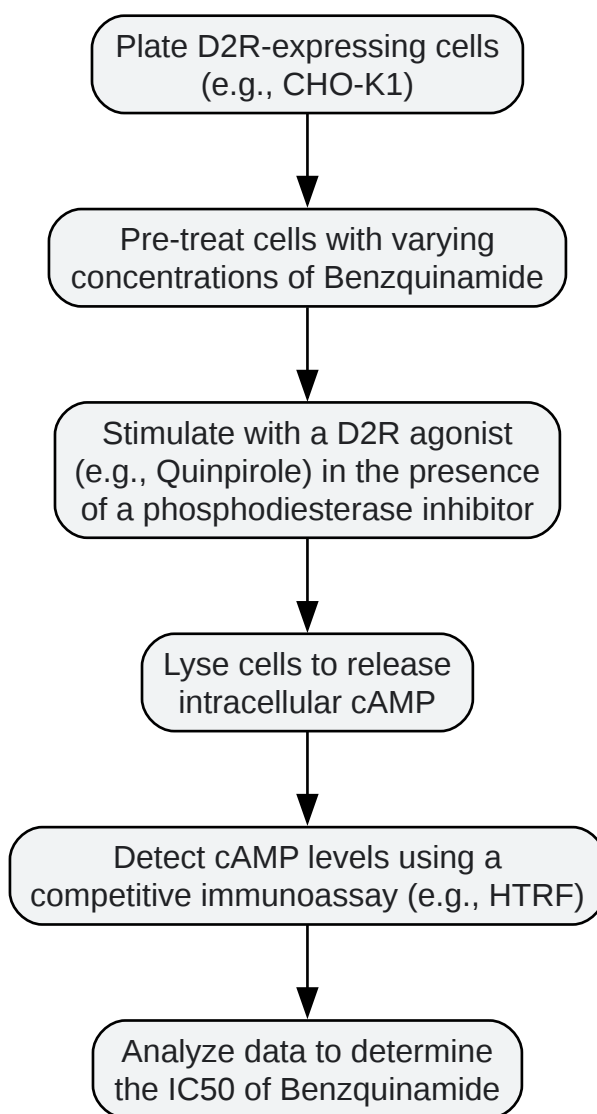 Plate D2R-expressing cells
(e.g., CHO-K1)
Pre-treat cells with varying
concentrations of Benzquinamide
Stimulate with a D2R agonist
(e.g., Quinpirole) in the presence
of a phosphodiesterase inhibitor
Lyse cells to release
intracellular cAMP
Detect cAMP levels using a
competitive immunoassay (e.g., HTRF)
Analyze data to determine
the IC50 of Benzquinamide